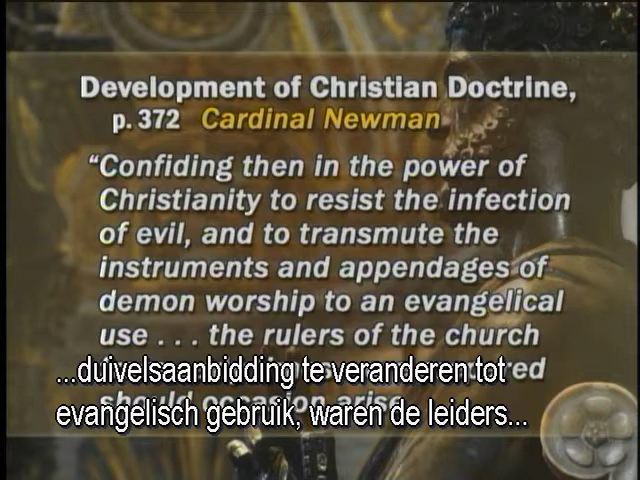 Development of Christian Doctrine,
p. 372 Cardinal Newman
“Confiding then in the power of
Christianity to resist the infection
of evil, and to transmute the
instruments and appendages of
demon worship to an evangelical
use . . . the rulers of the church
...duivelsaanbidding te veranderen tot
evangelisch gebruik, waren de leiders...